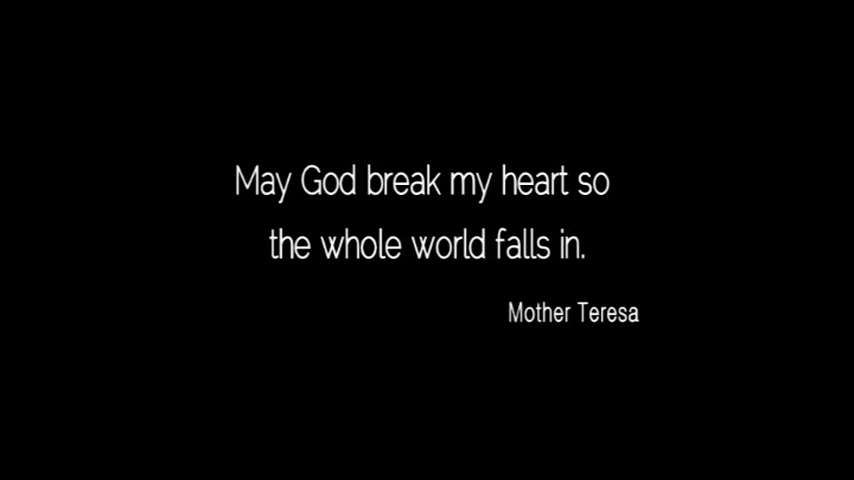 May God break my heart so
the whole world falls in.
Mother Teresa